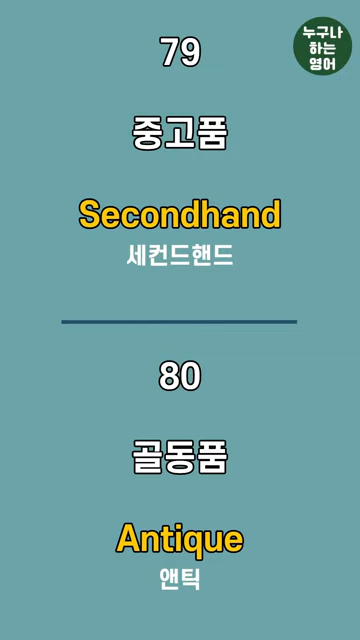 79
누구나
하는
영어
중고품
Secondhand
세컨드핸드
80
골동품
Antique
앤틱